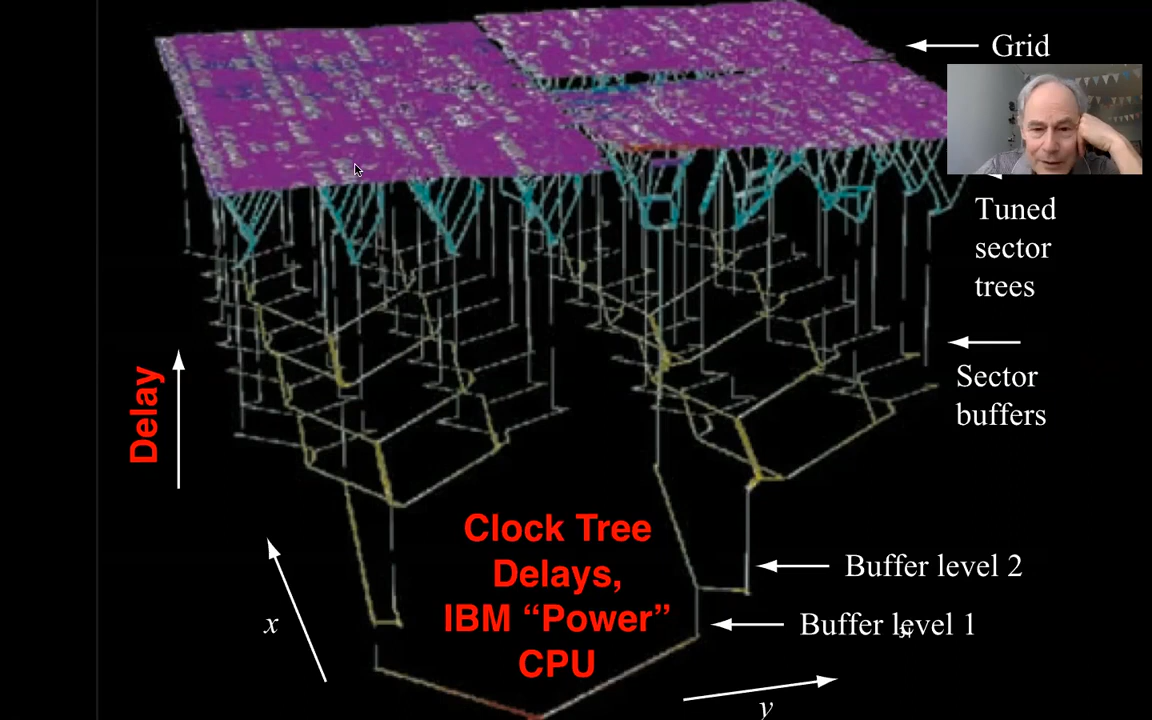 Grid
Tuned
sector
trees
Sector
buffers
Delay
Clock Tree
Delays,
IBM “Power”
CPU
Buffer level 2
Buffer level 1
x
y